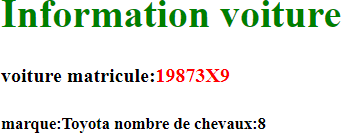 Information voiture
voiture matricule:19873X9
marque:Toyota nombre de chevaux:8